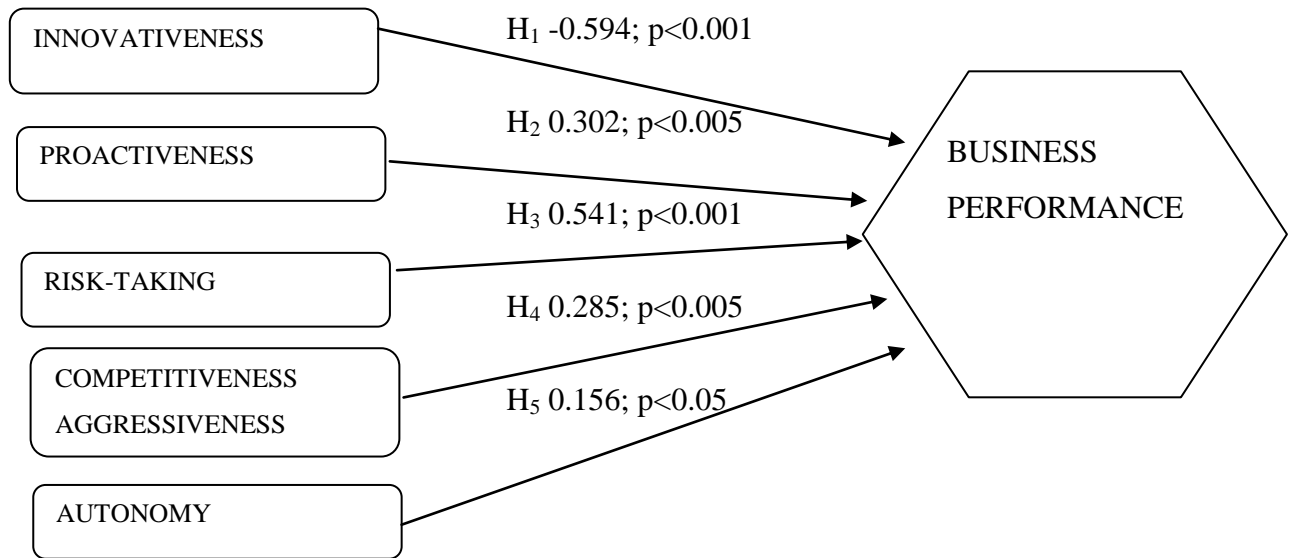 INNOVATIVENESS
H₁ -0.594; p<0.001
PROACTIVENESS
H₂ 0.302; p<0.005
RISK-TAKING
H₃ 0.541; p<0.001
COMPETITIVENESS
AGGRESSIVENESS
H₄ 0.285; p<0.005
AUTONOMY
H₅ 0.156; p<0.05
BUSINESS
PERFORMANCE